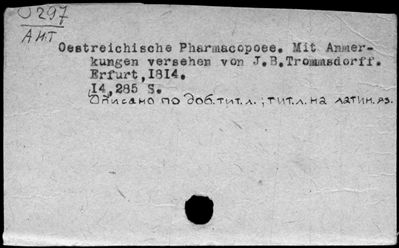 U 297
АНТ
Oestreichische Pharmacopoee. Mit Anmer-
kungen versehen von J.B.Trommsdorff.
Erfurt,1814.
14,285 S.
Описано по доб.тит.л.; тит.л. на латин.яз.